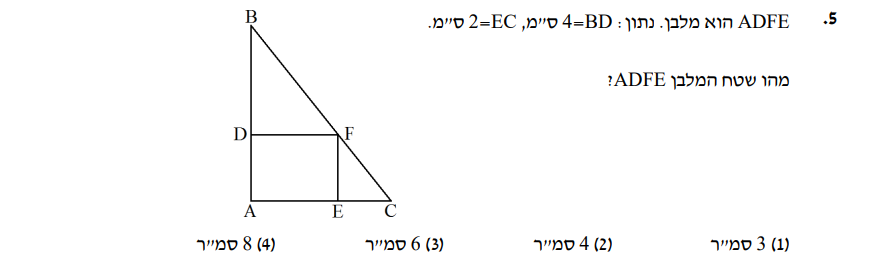 5. ADFE הוא מלבן. נתון: BD=4 ס״מ, EC=2 ס״מ.
מהו שטח המלבן ADFE?
B
D F
A E C
(1) 3 סמ״ר (2) 4 סמ״ר (3) 6 סמ״ר (4) 8 סמ״ר